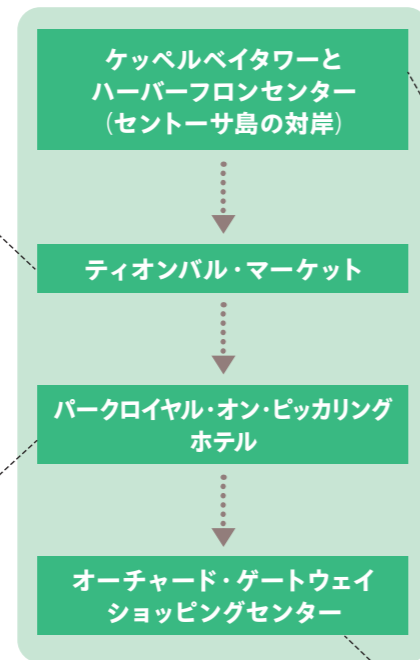 ケッペルベイタワーと
ハーバーフロンセンター
（セントーサ島の対岸）
ティオンバル・マーケット
パークロイヤル・オン・ピッカリング
ホテル
オーチャード・ゲートウェイ
ショッピングセンター